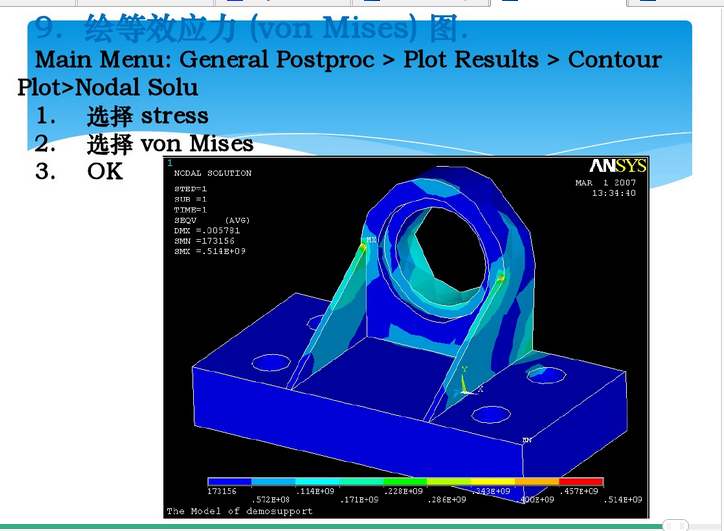 9. 绘等效应力 (von Mises) 图.
Main Menu: General Postproc > Plot Results > Contour
Plot>Nodal Solu
1. 选择 stress
2. 选择 von Mises
3. OK
1
ANSYS
NODAL SOLUTION
MAR 1 2007
13:34:40
STEP=1
SUB =1
TIME=1
SEQV (AVG)
DMX =.005781
SMN =173156
SMX =.514E+09
MX
Y
X
Z
MN
173156 .114E+09 .228E+09 .343E+09 .457E+09
.572E+08 .171E+09 .286E+09 .400E+09 .514E+09
The Model of demosupport